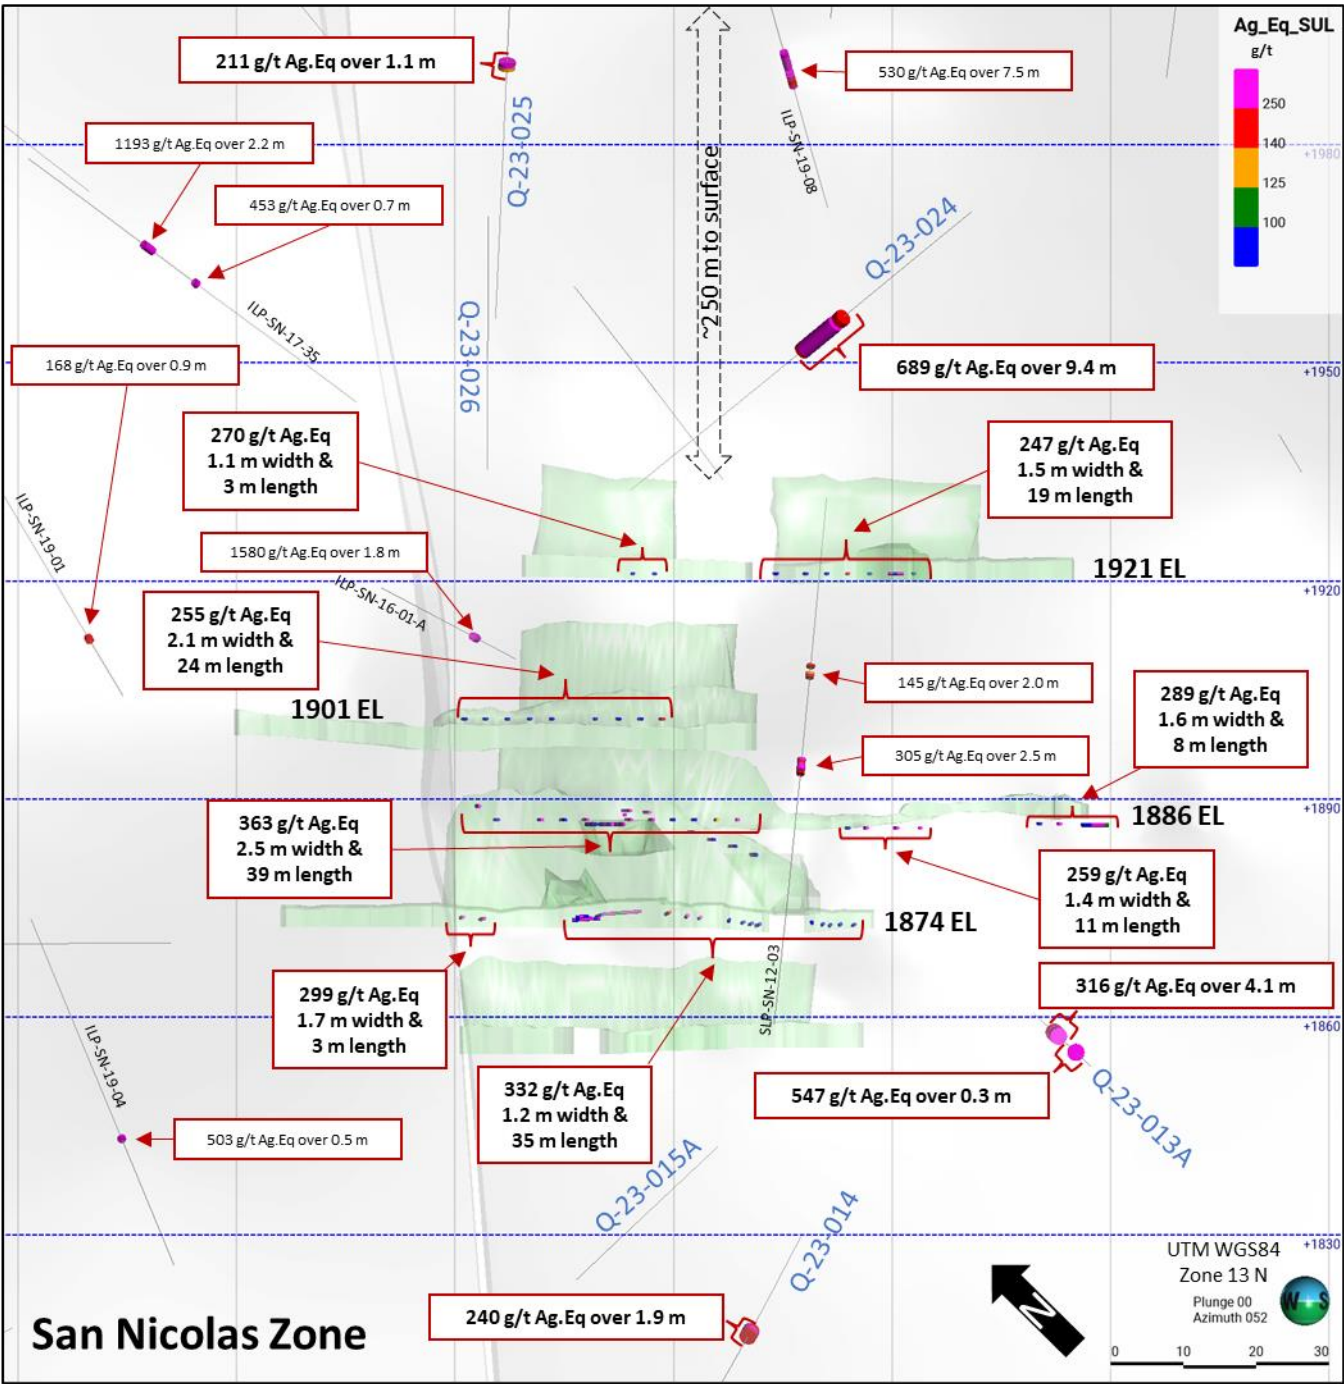 Ag_Eq_SUL
g/t
250
140
125
100
211 g/t Ag.Eq over 1.1 m
530 g/t Ag.Eq over 7.5 m
1193 g/t Ag.Eq over 2.2 m
453 g/t Ag.Eq over 0.7 m
Q-23-025
ILP-SN-19-08
~250 m to surface
Q-23-024
+1980
ILP-SN-17-35
Q-23-026
168 g/t Ag.Eq over 0.9 m
689 g/t Ag.Eq over 9.4 m
+1950
270 g/t Ag.Eq
1.1 m width &
3 m length
247 g/t Ag.Eq
1.5 m width &
19 m length
ILP-SN-19-01
1580 g/t Ag.Eq over 1.8 m
ILP-SN-16-01-A
1921 EL
+1920
255 g/t Ag.Eq
2.1 m width &
24 m length
1901 EL
145 g/t Ag.Eq over 2.0 m
305 g/t Ag.Eq over 2.5 m
289 g/t Ag.Eq
1.6 m width &
8 m length
+1890
1886 EL
363 g/t Ag.Eq
2.5 m width &
39 m length
259 g/t Ag.Eq
1.4 m width &
11 m length
1874 EL
SLP-SN-12-03
299 g/t Ag.Eq
1.7 m width &
3 m length
316 g/t Ag.Eq over 4.1 m
+1860
332 g/t Ag.Eq
1.2 m width &
35 m length
547 g/t Ag.Eq over 0.3 m
Q-23-013A
ILP-SN-19-04
503 g/t Ag.Eq over 0.5 m
Q-23-015A
Q-23-014
+1830
240 g/t Ag.Eq over 1.9 m
San Nicolas Zone
N
UTM WGS84
Zone 13 N
Plunge 00
Azimuth 052
W S
0 10 20 30